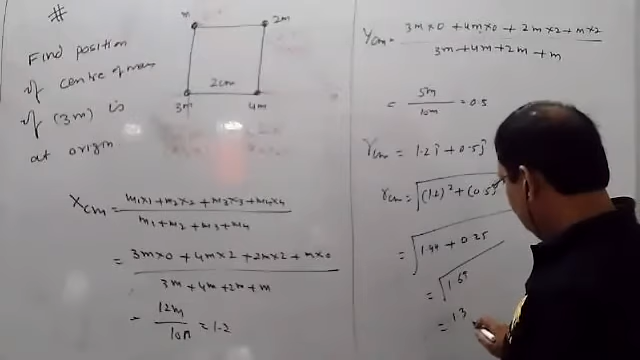 #
Find position
of centre of mass
of (3m) is
at origin
m 2m
2cm
3m 4m
Xcm = m1x1 + m2x2 + m3x3 + m4x4
m1 + m2 + m3 + m4
= 3m×0 + 4m×2 + 2m×2 + m×0
3m + 4m + 2m + m
= 12m
10m = 1.2
Ycm = 3m×0 + 4m×0 + 2m×2 + m×2
3m + 4m + 2m + m
= 5m
10m = 0.5
rcm = 1.2î + 0.5ĵ
rcm = √(1.2)² + (0.5)²
= √1.44 + 0.25
= √1.69
= 1.3